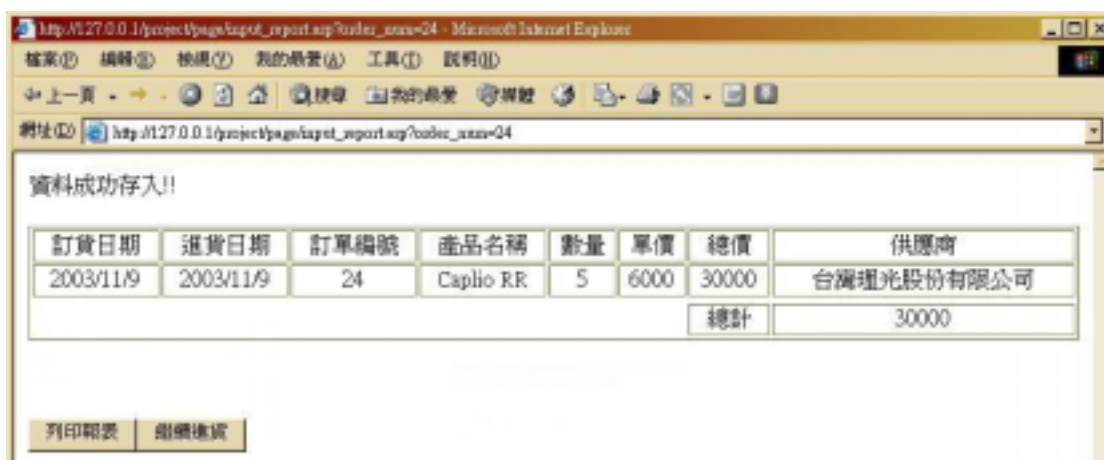 http://127.0.0.1/project/page/input_report.asp?order_num=24 - Microsoft Internet Explorer
檔案(F) 編輯(E) 檢視(V) 我的最愛(A) 工具(T) 說明(H)
上一頁 搜尋 我的最愛 媒體
網址(D) http://127.0.0.1/project/page/input_report.asp?order_num=24
資料成功存入!!
訂貨日期 進貨日期 訂單編號 產品名稱 數量 單價 總價 供應商
2003/11/9 2003/11/9 24 Caplio RR 5 6000 30000 台灣理光股份有限公司
總計 30000
列印報表 繼續進貨